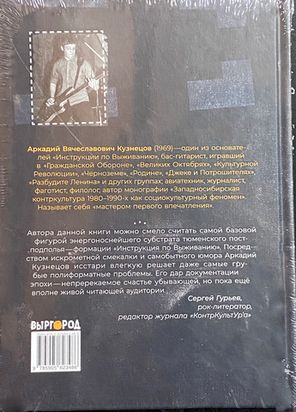 Аркадий Вячеславович Кузнецов (1969) — один из основате-
лей «Инструкции по Выживанию», бас-гитарист, игравший
в «Гражданской Обороне», «Великих Октябрях», «Культурной
Революции», «Черноземе», «Родине», «Джеке и Потрошителях»,
«Разбудите Ленина» и других группах; авиатехник, журналист,
фаготист, филолог, автор монографии «Западносибирская
контркультура 1980–1990-х как социокультурный феномен».
Называет себя «мастером первого впечатления».
Автора данной книги можно смело считать самой базовой
фигурой энергоноснейшего субстрата тюменского пост-
подполья — формации «Инструкция по Выживанию». Посред-
ством искрометной смекалки и самобытного юмора Аркадий
Кузнецов исстари влегкую решает даже самые гру-
бые полиформатные проблемы. Его дар документации
эпохи — непререкаемое счастье убывающей, но пока ещё
вполне живой читающей аудитории.
Сергей Гурьев,
рок-литератор,
редактор журнала «КонтрКультУр'а»
ВЫРГОРОД
9 785905 623486